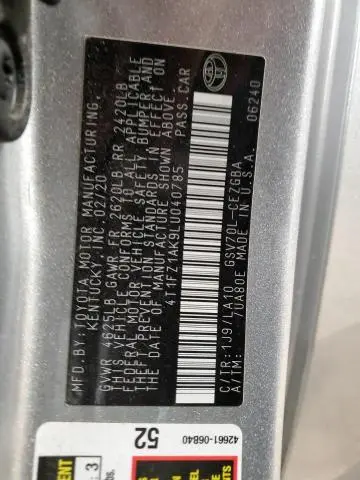 MFD.BY:TOYOTA MOTOR MANUFACTURING,
KENTUCKY, INC. 02/20
GVWR 4625LB GAWR FR 2620LB RR 2420LB
THIS VEHICLE CONFORMS TO ALL APPLICABLE
FEDERAL MOTOR VEHICLE SAFETY, BUMPER, AND
THEFT PREVENTION STANDARDS IN EFFECT ON
THE DATE OF MANUFACTURE SHOWN ABOVE.
4T1FZ1AK9LU040785 PASS.CAR
C/TR:1J9/LA10 GSV70L-CEZGBA
A/TM: /UA80E MADE IN U.S.A. 06240
42661-06B40
52